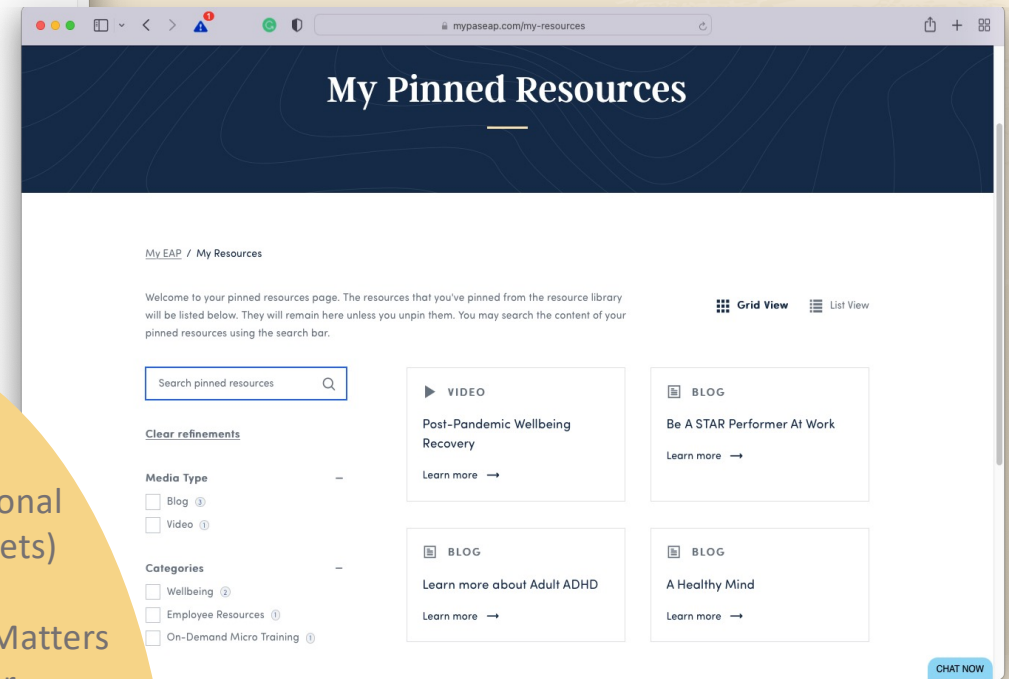 1
mypaseap.com/my-resources
My Pinned Resources
My EAP / My Resources
Welcome to your pinned resources page. The resources that you've pinned from the resource library
will be listed below. They will remain here unless you unpin them. You may search the content of your
pinned resources using the search bar.
Grid View
List View
Search pinned resources
Clear refinements
Media Type
Blog 3
Video 1
Categories
Wellbeing 2
Employee Resources 1
On-Demand Micro Training 1
VIDEO
Post-Pandemic Wellbeing
Recovery
Learn more →
BLOG
Be A STAR Performer At Work
Learn more →
BLOG
Learn more about Adult ADHD
Learn more →
BLOG
A Healthy Mind
Learn more →
CHAT NOW
Matters